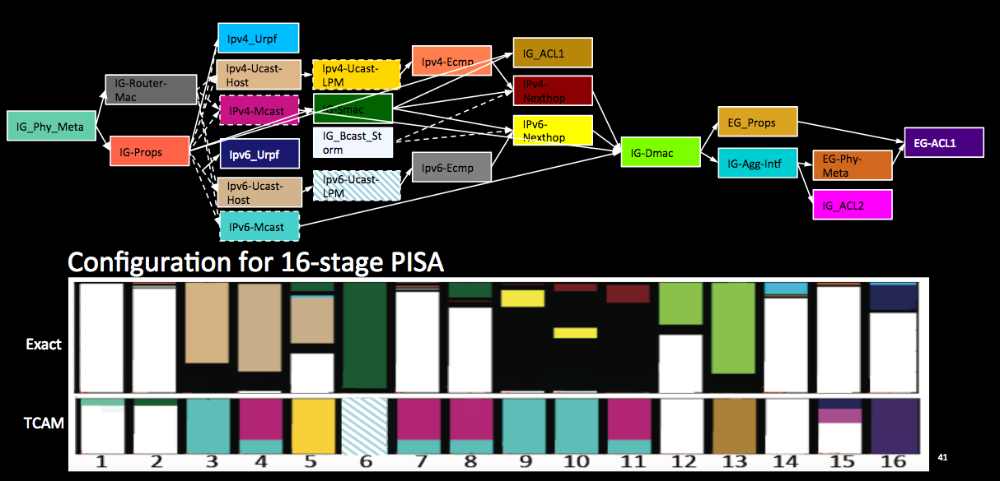 Ipv4_Urpf
Ipv4-Ucast-
Host
Ipv4-Ucast-
LPM
Ipv4-Ecmp
IG_ACL1
IG-Router-
Mac
IPv4-
Nexthop
IG_Phy_Meta
IPv4-Mcast
IG-Smac
IG-Props
IG_Bcast_St
orm
IPv6-
Nexthop
EG_Props
Ipv6_Urpf
IG-Dmac
EG-ACL1
Ipv6-Ucast-
Host
Ipv6-Ucast-
LPM
Ipv6-Ecmp
IG-Agg-Intf
EG-Phy-
Meta
IPv6-Mcast
IG_ACL2
Configuration for 16-stage PISA
Exact
TCAM
1 2 3 4 5 6 7 8 9 10 11 12 13 14 15 16
41